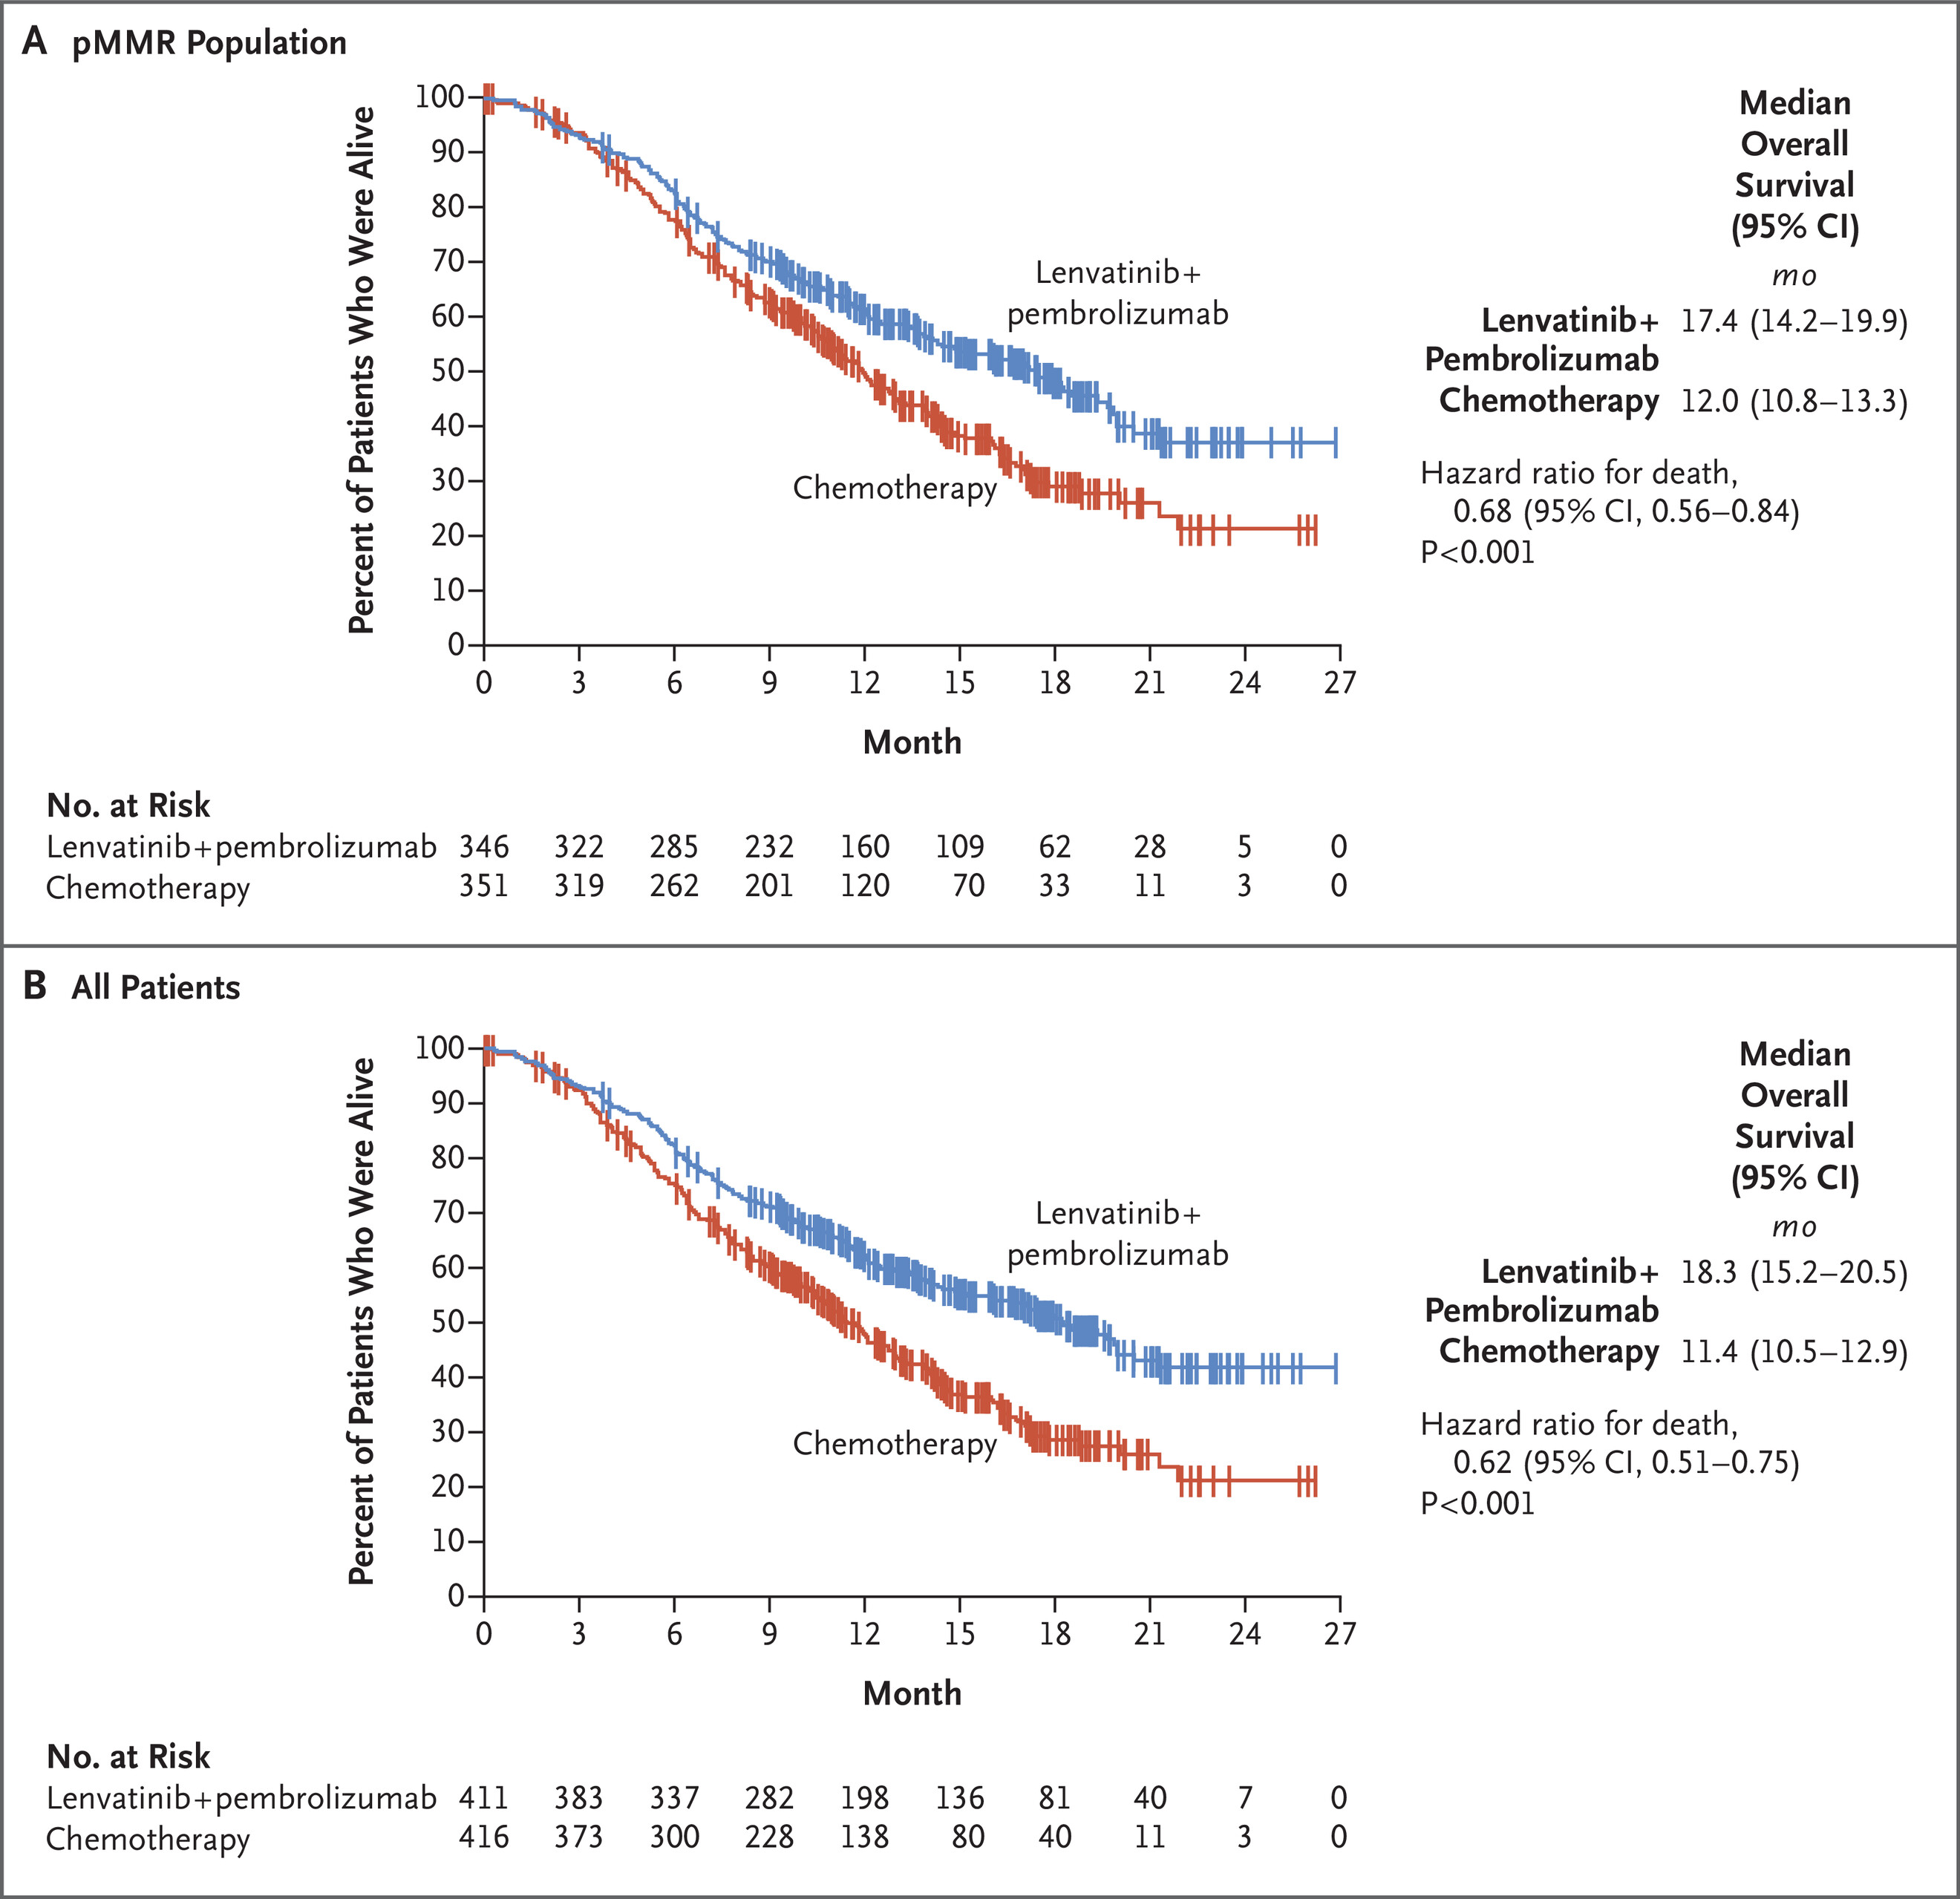 A pMMR Population
Percent of Patients Who Were Alive
100
90
80
70
60
50
40
30
20
10
0
0 3 6 9 12 15 18 21 24 27
Month
Lenvatinib+
pembrolizumab
Chemotherapy
Median
Overall
Survival
(95% CI)
mo
Lenvatinib+ 17.4 (14.2–19.9)
Pembrolizumab
Chemotherapy 12.0 (10.8–13.3)
Hazard ratio for death,
0.68 (95% CI, 0.56–0.84)
P<0.001
No. at Risk
Lenvatinib+pembrolizumab 346 322 285 232 160 109 62 28 5 0
Chemotherapy 351 319 262 201 120 70 33 11 3 0
B All Patients
Percent of Patients Who Were Alive
100
90
80
70
60
50
40
30
20
10
0
0 3 6 9 12 15 18 21 24 27
Month
Lenvatinib+
pembrolizumab
Chemotherapy
Median
Overall
Survival
(95% CI)
mo
Lenvatinib+ 18.3 (15.2–20.5)
Pembrolizumab
Chemotherapy 11.4 (10.5–12.9)
Hazard ratio for death,
0.62 (95% CI, 0.51–0.75)
P<0.001
No. at Risk
Lenvatinib+pembrolizumab 411 383 337 282 198 136 81 40 7 0
Chemotherapy 416 373 300 228 138 80 40 11 3 0